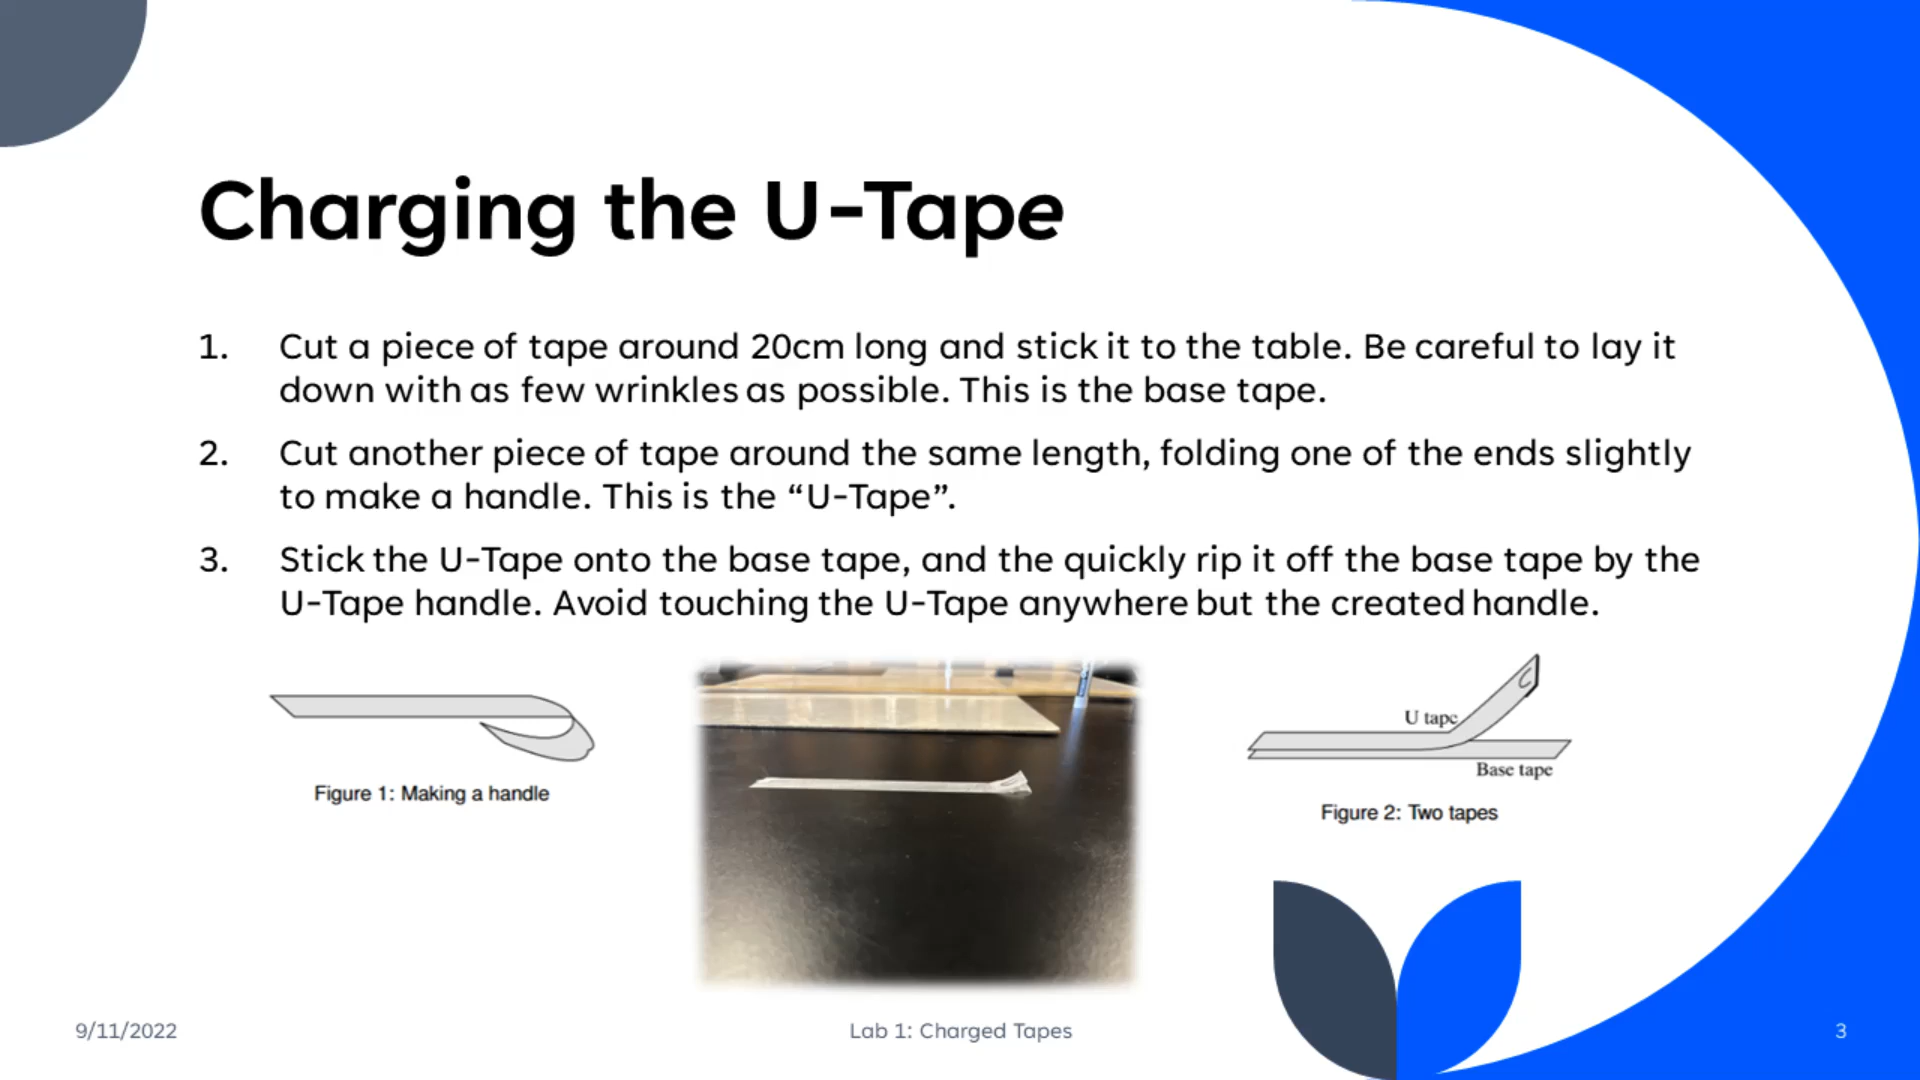 Charging the U-Tape
1. Cut a piece of tape around 20cm long and stick it to the table. Be careful to lay it
down with as few wrinkles as possible. This is the base tape.
2. Cut another piece of tape around the same length, folding one of the ends slightly
to make a handle. This is the “U-Tape”.
3. Stick the U-Tape onto the base tape, and the quickly rip it off the base tape by the
U-Tape handle. Avoid touching the U-Tape anywhere but the created handle.
Figure 1: Making a handle
U tape
Base tape
Figure 2: Two tapes
9/11/2022
Lab 1: Charged Tapes
3